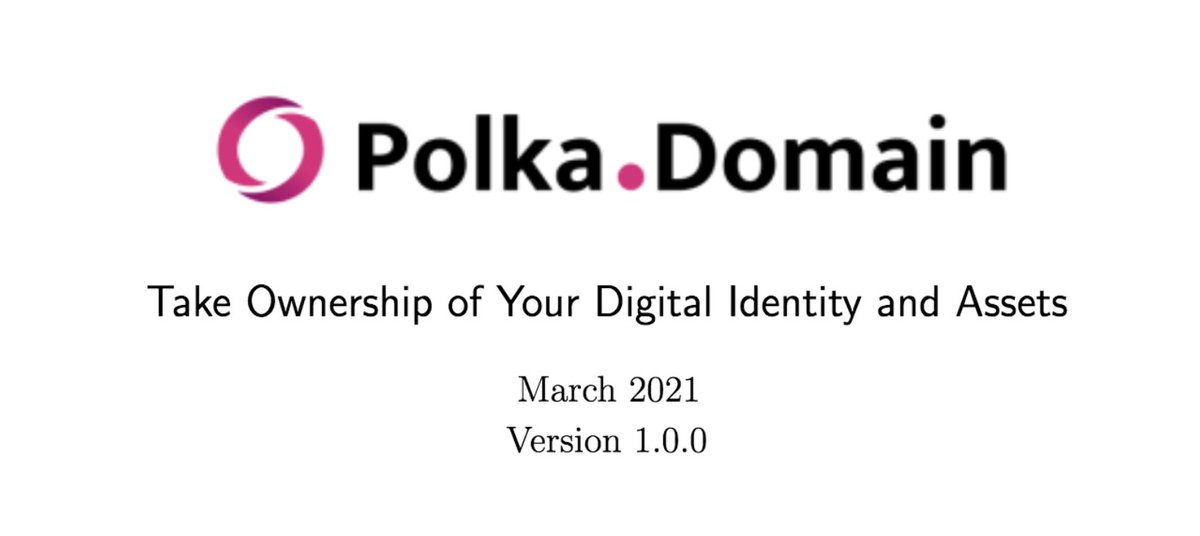 Polka.Domain
Take Ownership of Your Digital Identity and Assets
March 2021
Version 1.0.0